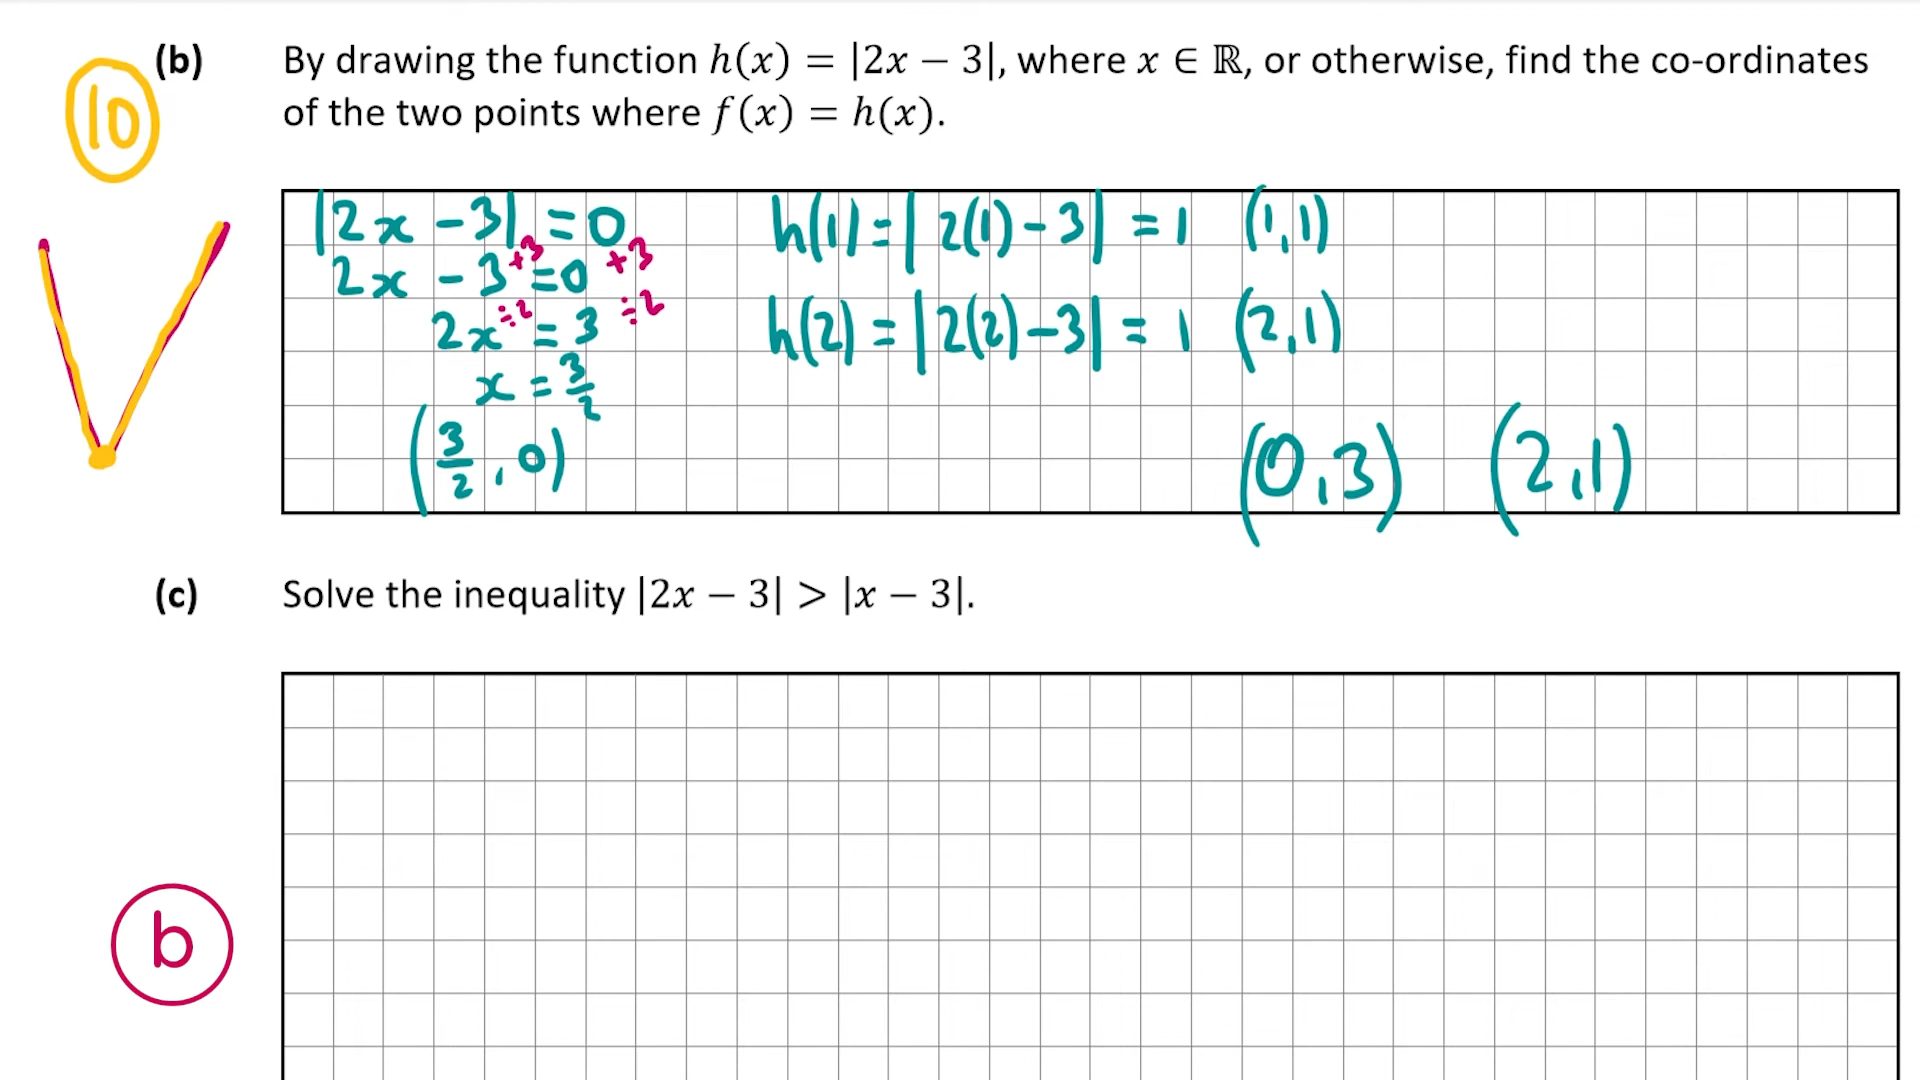 (b) By drawing the function h(x) = |2x − 3|, where x ∈ ℝ, or otherwise, find the co-ordinates
of the two points where f(x) = h(x).
10
|2x − 3| = 0
2x − 3 +3 = 0 +3
2x ÷2 = 3 ÷2
x = 3/2
(3/2, 0)
h(1) = |2(1) − 3| = 1 (1,1)
h(2) = |2(2) − 3| = 1 (2,1)
(0,3) (2,1)
(c) Solve the inequality |2x − 3| > |x − 3|.
b